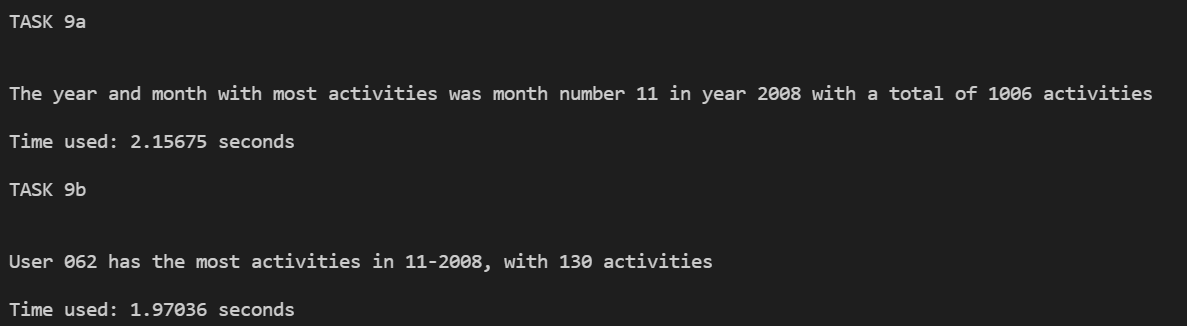 TASK 9a
The year and month with most activities was month number 11 in year 2008 with a total of 1006 activities
Time used: 2.15675 seconds
TASK 9b
User 062 has the most activities in 11-2008, with 130 activities
Time used: 1.97036 seconds